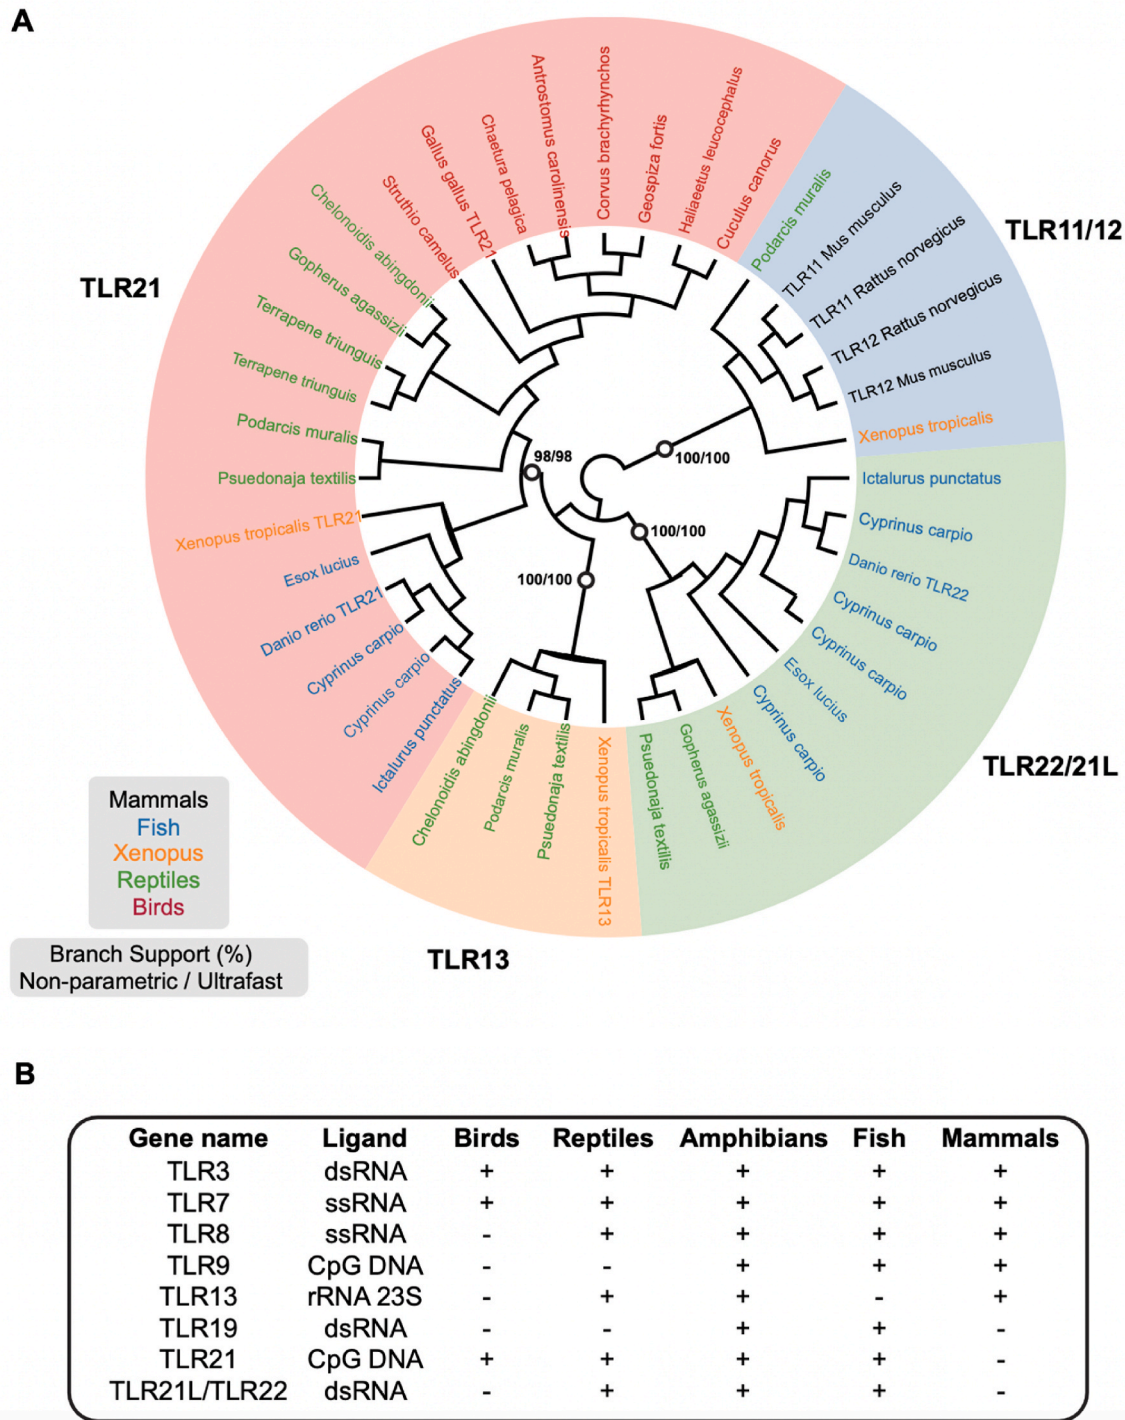 A
TLR21
TLR11/12
TLR22/21L
TLR13
Ictalurus punctatus
Cyprinus carpio
Cyprinus carpio
Danio rerio TLR21
Esox lucius
Xenopus tropicalis TLR21
Psuedonaja textilis
Podarcis muralis
Terrapene triunguis
Terrapene triunguis
Gopherus agassizii
Chelonoidis abingdonii
Struthio camelus
Gallus gallus TLR21
Chaetura pelagica
Antrostomus carolinensis
Corvus brachyrhynchos
Geospiza fortis
Haliaeetus leucocephalus
Cuculus canorus
Podarcis muralis
TLR11 Mus musculus
TLR11 Rattus norvegicus
TLR12 Rattus norvegicus
TLR12 Mus musculus
Xenopus tropicalis
Ictalurus punctatus
Cyprinus carpio
Danio rerio TLR22
Cyprinus carpio
Cyprinus carpio
Esox lucius
Cyprinus carpio
Xenopus tropicalis
Gopherus agassizii
Psuedonaja textilis
Xenopus tropicalis TLR13
Psuedonaja textilis
Podarcis muralis
Chelonoidis abingdonii
98/98
100/100
100/100
100/100
Mammals
Fish
Xenopus
Reptiles
Birds
Branch Support (%)
Non-parametric / Ultrafast
B
Gene name Ligand Birds Reptiles Amphibians Fish Mammals
TLR3 dsRNA + + + + +
TLR7 ssRNA + + + + +
TLR8 ssRNA - + + + +
TLR9 CpG DNA - - + + +
TLR13 rRNA 23S - + + - +
TLR19 dsRNA - - + + -
TLR21 CpG DNA + + + + -
TLR21L/TLR22 dsRNA - + + + -